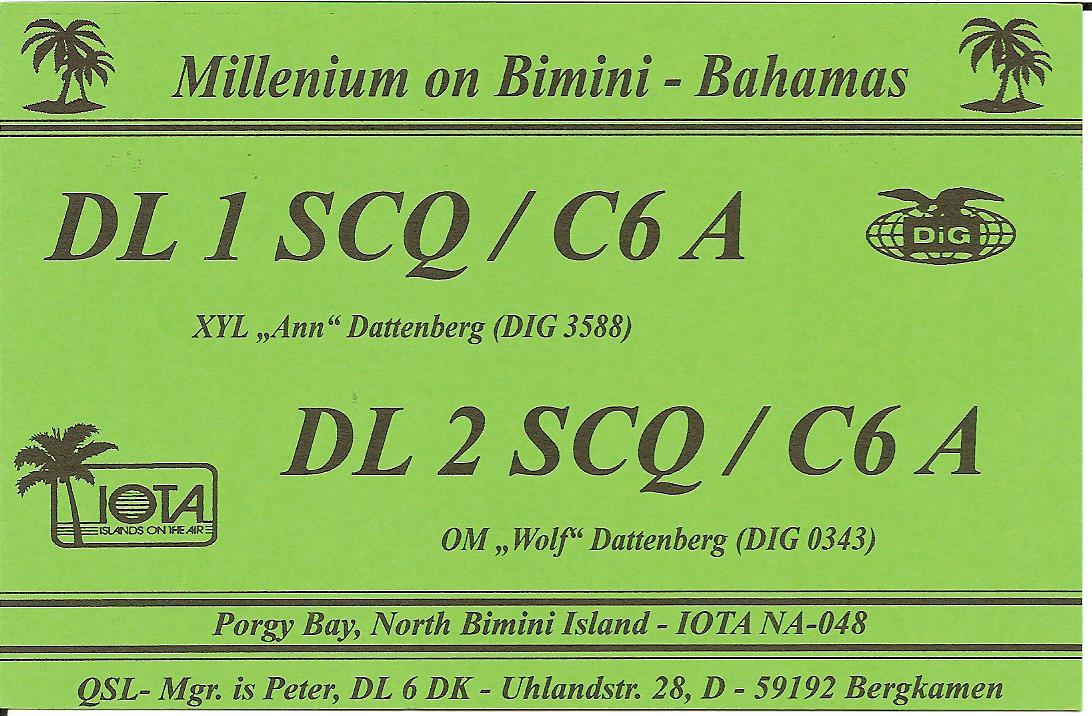 Millenium on Bimini - Bahamas
DL 1 SCQ / C6 A
DiG
XYL „Ann“ Dattenberg (DIG 3588)
DL 2 SCQ / C6 A
IOTA
ISLANDS ON THE AIR
OM „Wolf“ Dattenberg (DIG 0343)
Porgy Bay, North Bimini Island - IOTA NA-048
QSL- Mgr. is Peter, DL 6 DK - Uhlandstr. 28, D - 59192 Bergkamen